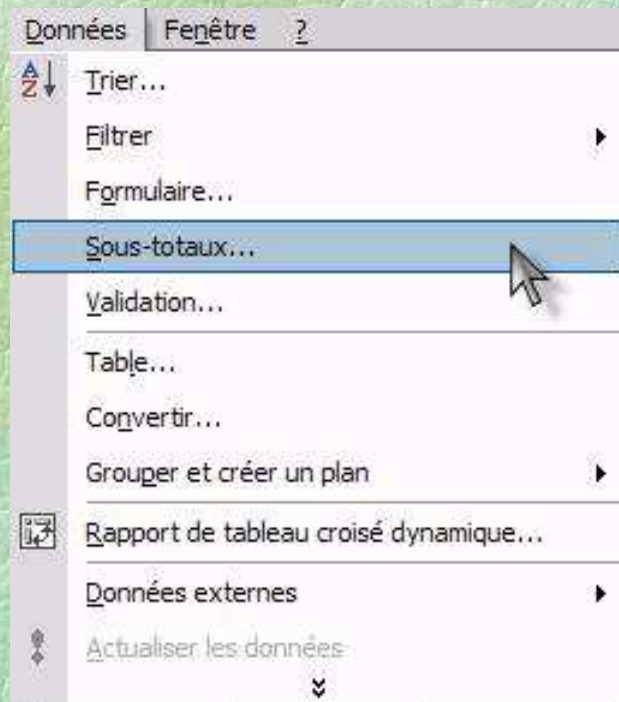 Données Fenêtre ?
Trier...
Filtrer
Formulaire...
Sous-totaux...
Validation...
Table...
Convertir...
Grouper et créer un plan
Rapport de tableau croisé dynamique...
Données externes
Actualiser les données